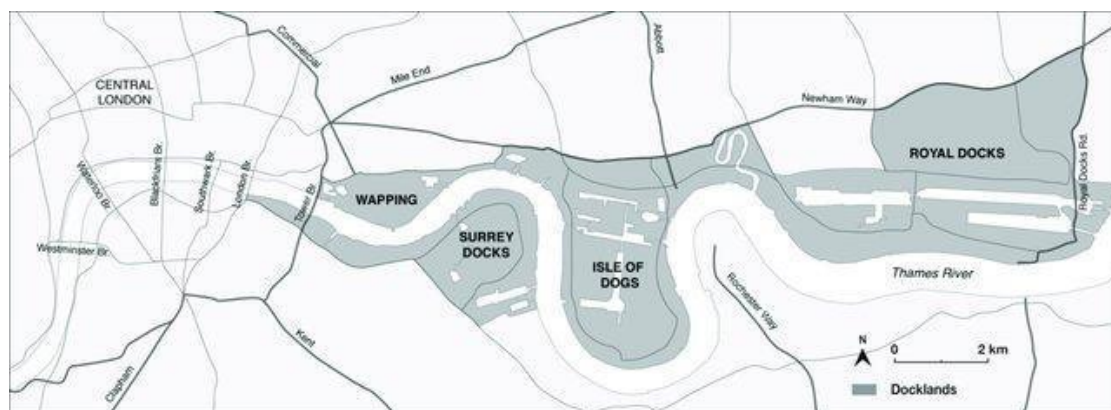 Commercial
Abbott
Mile End
CENTRAL
LONDON
Newham Way
ROYAL DOCKS
Waterloo Br.
Blackfriars Br.
Southwark Br.
London Br.
Tower Br.
WAPPING
Royal Docks Rd.
Westminster Br.
SURREY
DOCKS
ISLE OF
DOGS
Thames River
Rochester Way
Kent
Clapham
N
0 2 km
Docklands